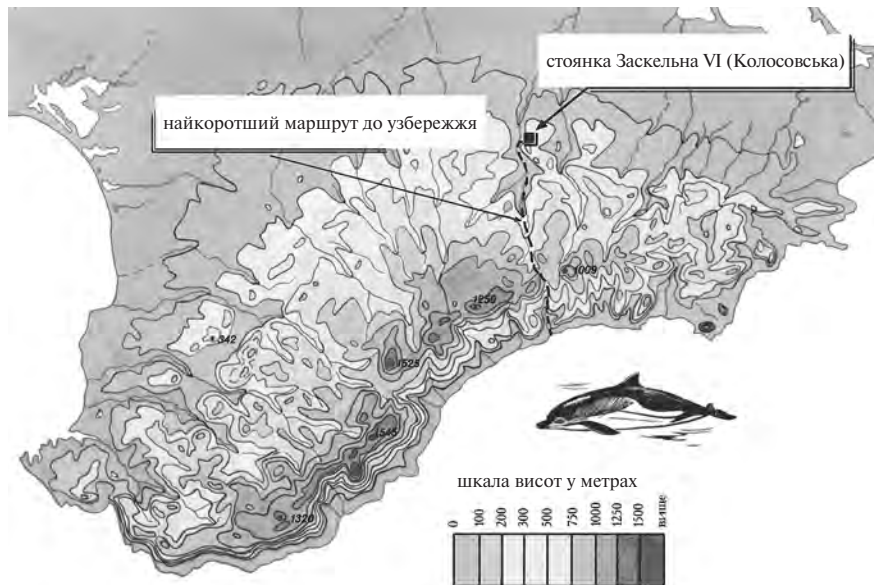 стоянка Заскельна VI (Колосовська)
найкоротший маршрут до узбережжя
1009
1250
342
1525
1545
1320
шкала висот у метрах
0 100 200 300 500 750 1000 1250 1500 выше